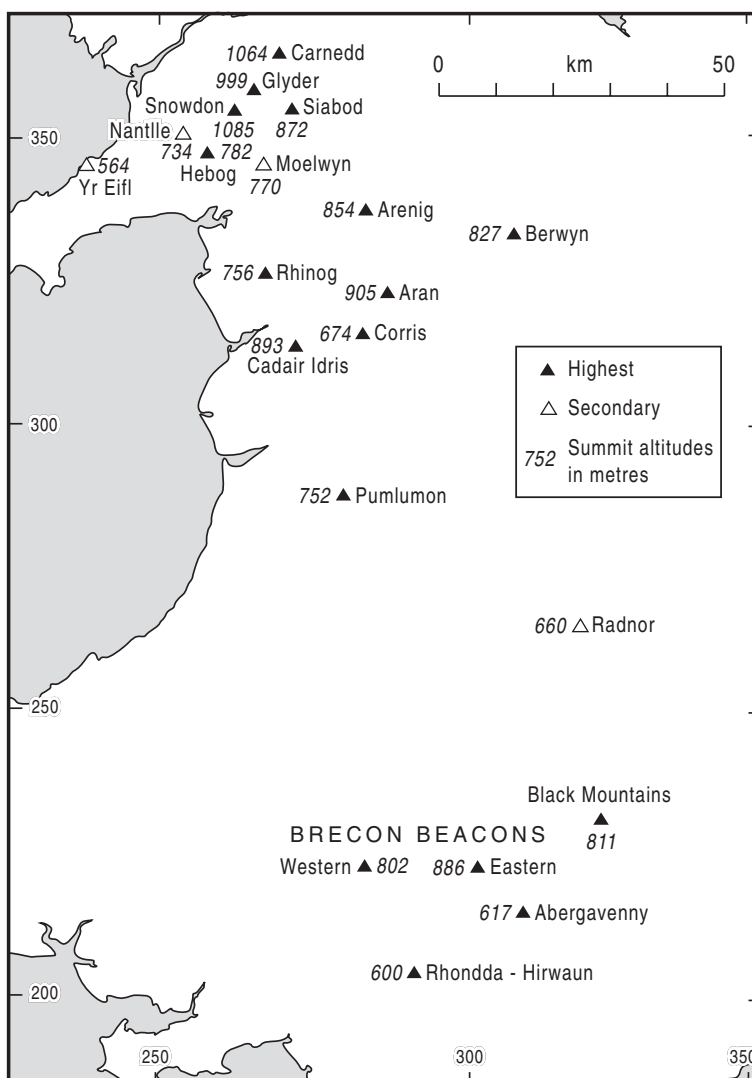 1064 Carnedd
999 Glyder
Snowdon
1085
Siabod
872
Nantlle
734
782
Hebog
Moelwyn
770
564
Yr Eifl
0 km 50
350
854 Arenig
827 Berwyn
756 Rhinog
905 Aran
674 Corris
893
Cadair Idris
Highest
Secondary
752 Summit altitudes
in metres
300
752 Pumlumon
660 Radnor
250
Black Mountains
811
BRECON BEACONS
Western 802
886 Eastern
617 Abergavenny
600 Rhondda - Hirwaun
200
250
300
350